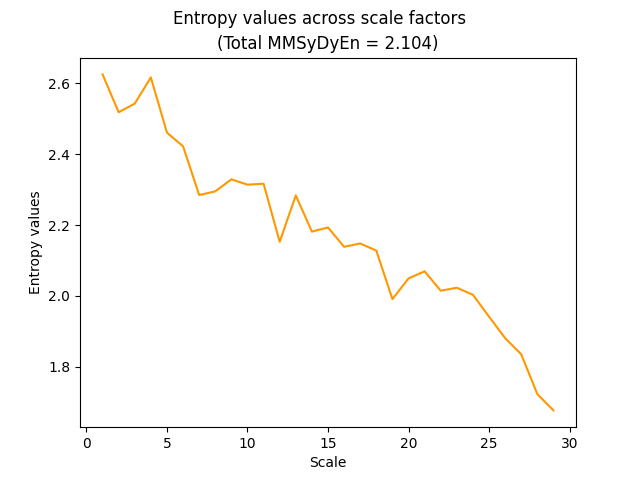 Entropy values across scale factors
(Total MMSyDyEn = 2.104)
2.6
2.4
2.2
2.0
1.8
Entropy values
0 5 10 15 20 25 30
Scale